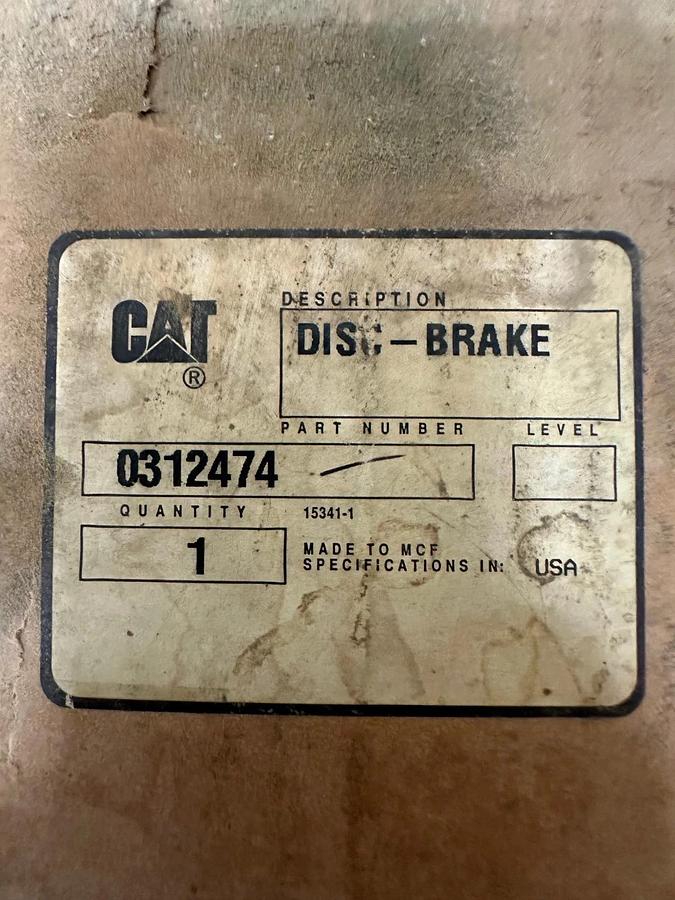 CAT
®
DESCRIPTION
DISC-BRAKE
PART NUMBER
LEVEL
0312474
QUANTITY
15341-1
1
MADE TO MCF
SPECIFICATIONS IN: USA